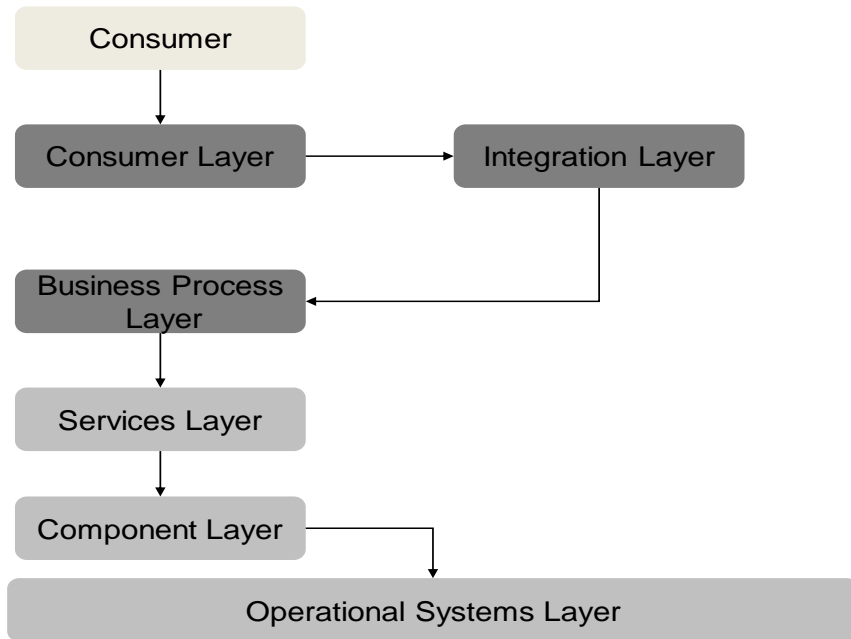 Consumer
Consumer Layer
Integration Layer
Business Process
Layer
Services Layer
Component Layer
Operational Systems Layer